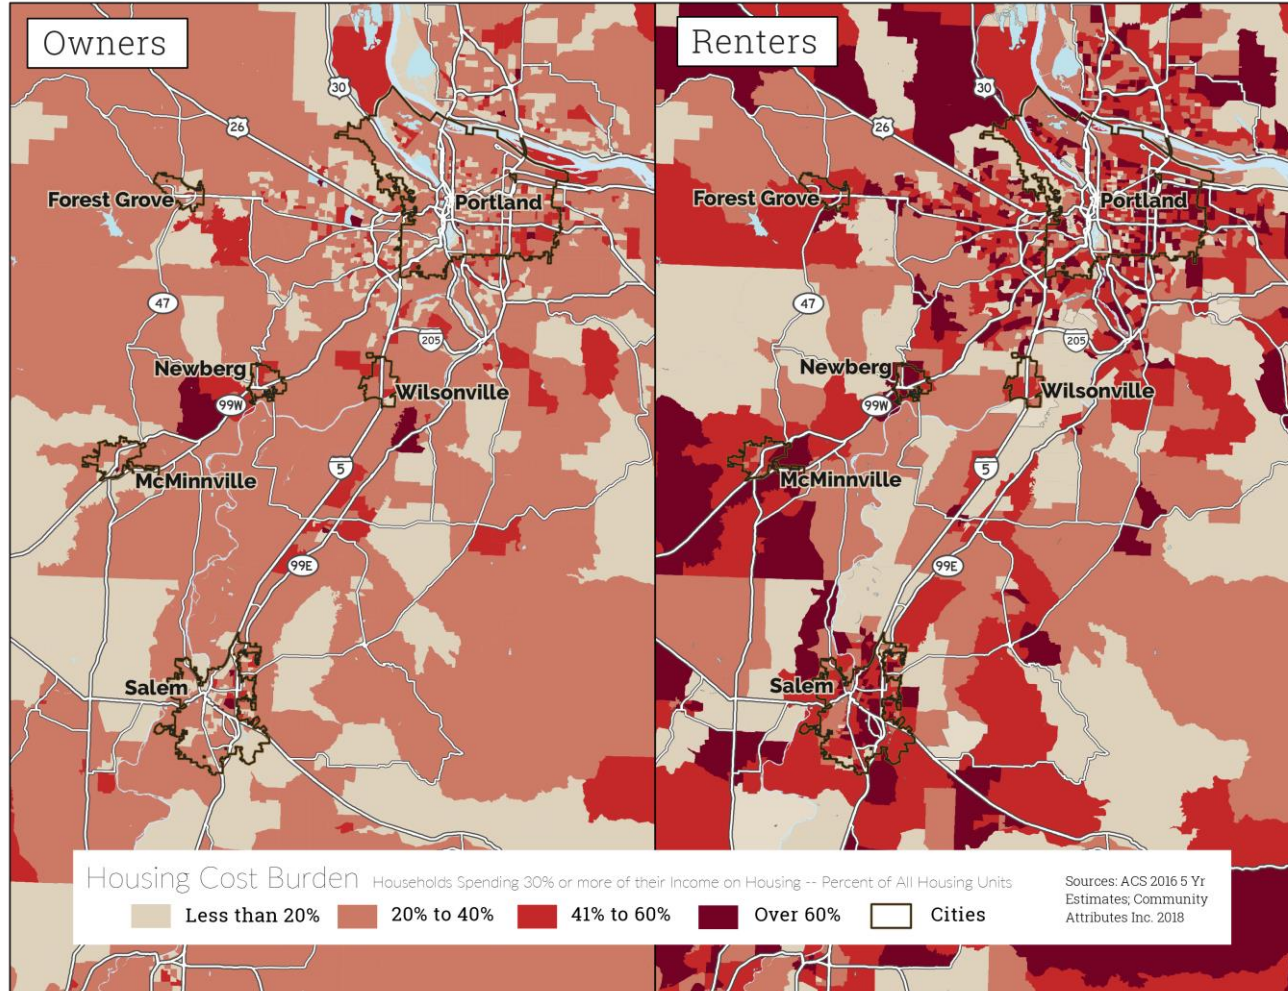 Owners
30
26
Forest Grove
Portland
47
205
Newberg
99W
Wilsonville
McMinnville
5
99E
Salem
Renters
30
26
Forest Grove
Portland
47
205
Newberg
99W
Wilsonville
McMinnville
5
99E
Salem
Housing Cost Burden Households Spending 30% or more of their Income on Housing -- Percent of All Housing Units
Less than 20% 20% to 40% 41% to 60% Over 60% Cities
Sources: ACS 2016 5 Yr
Estimates; Community
Attributes Inc. 2018